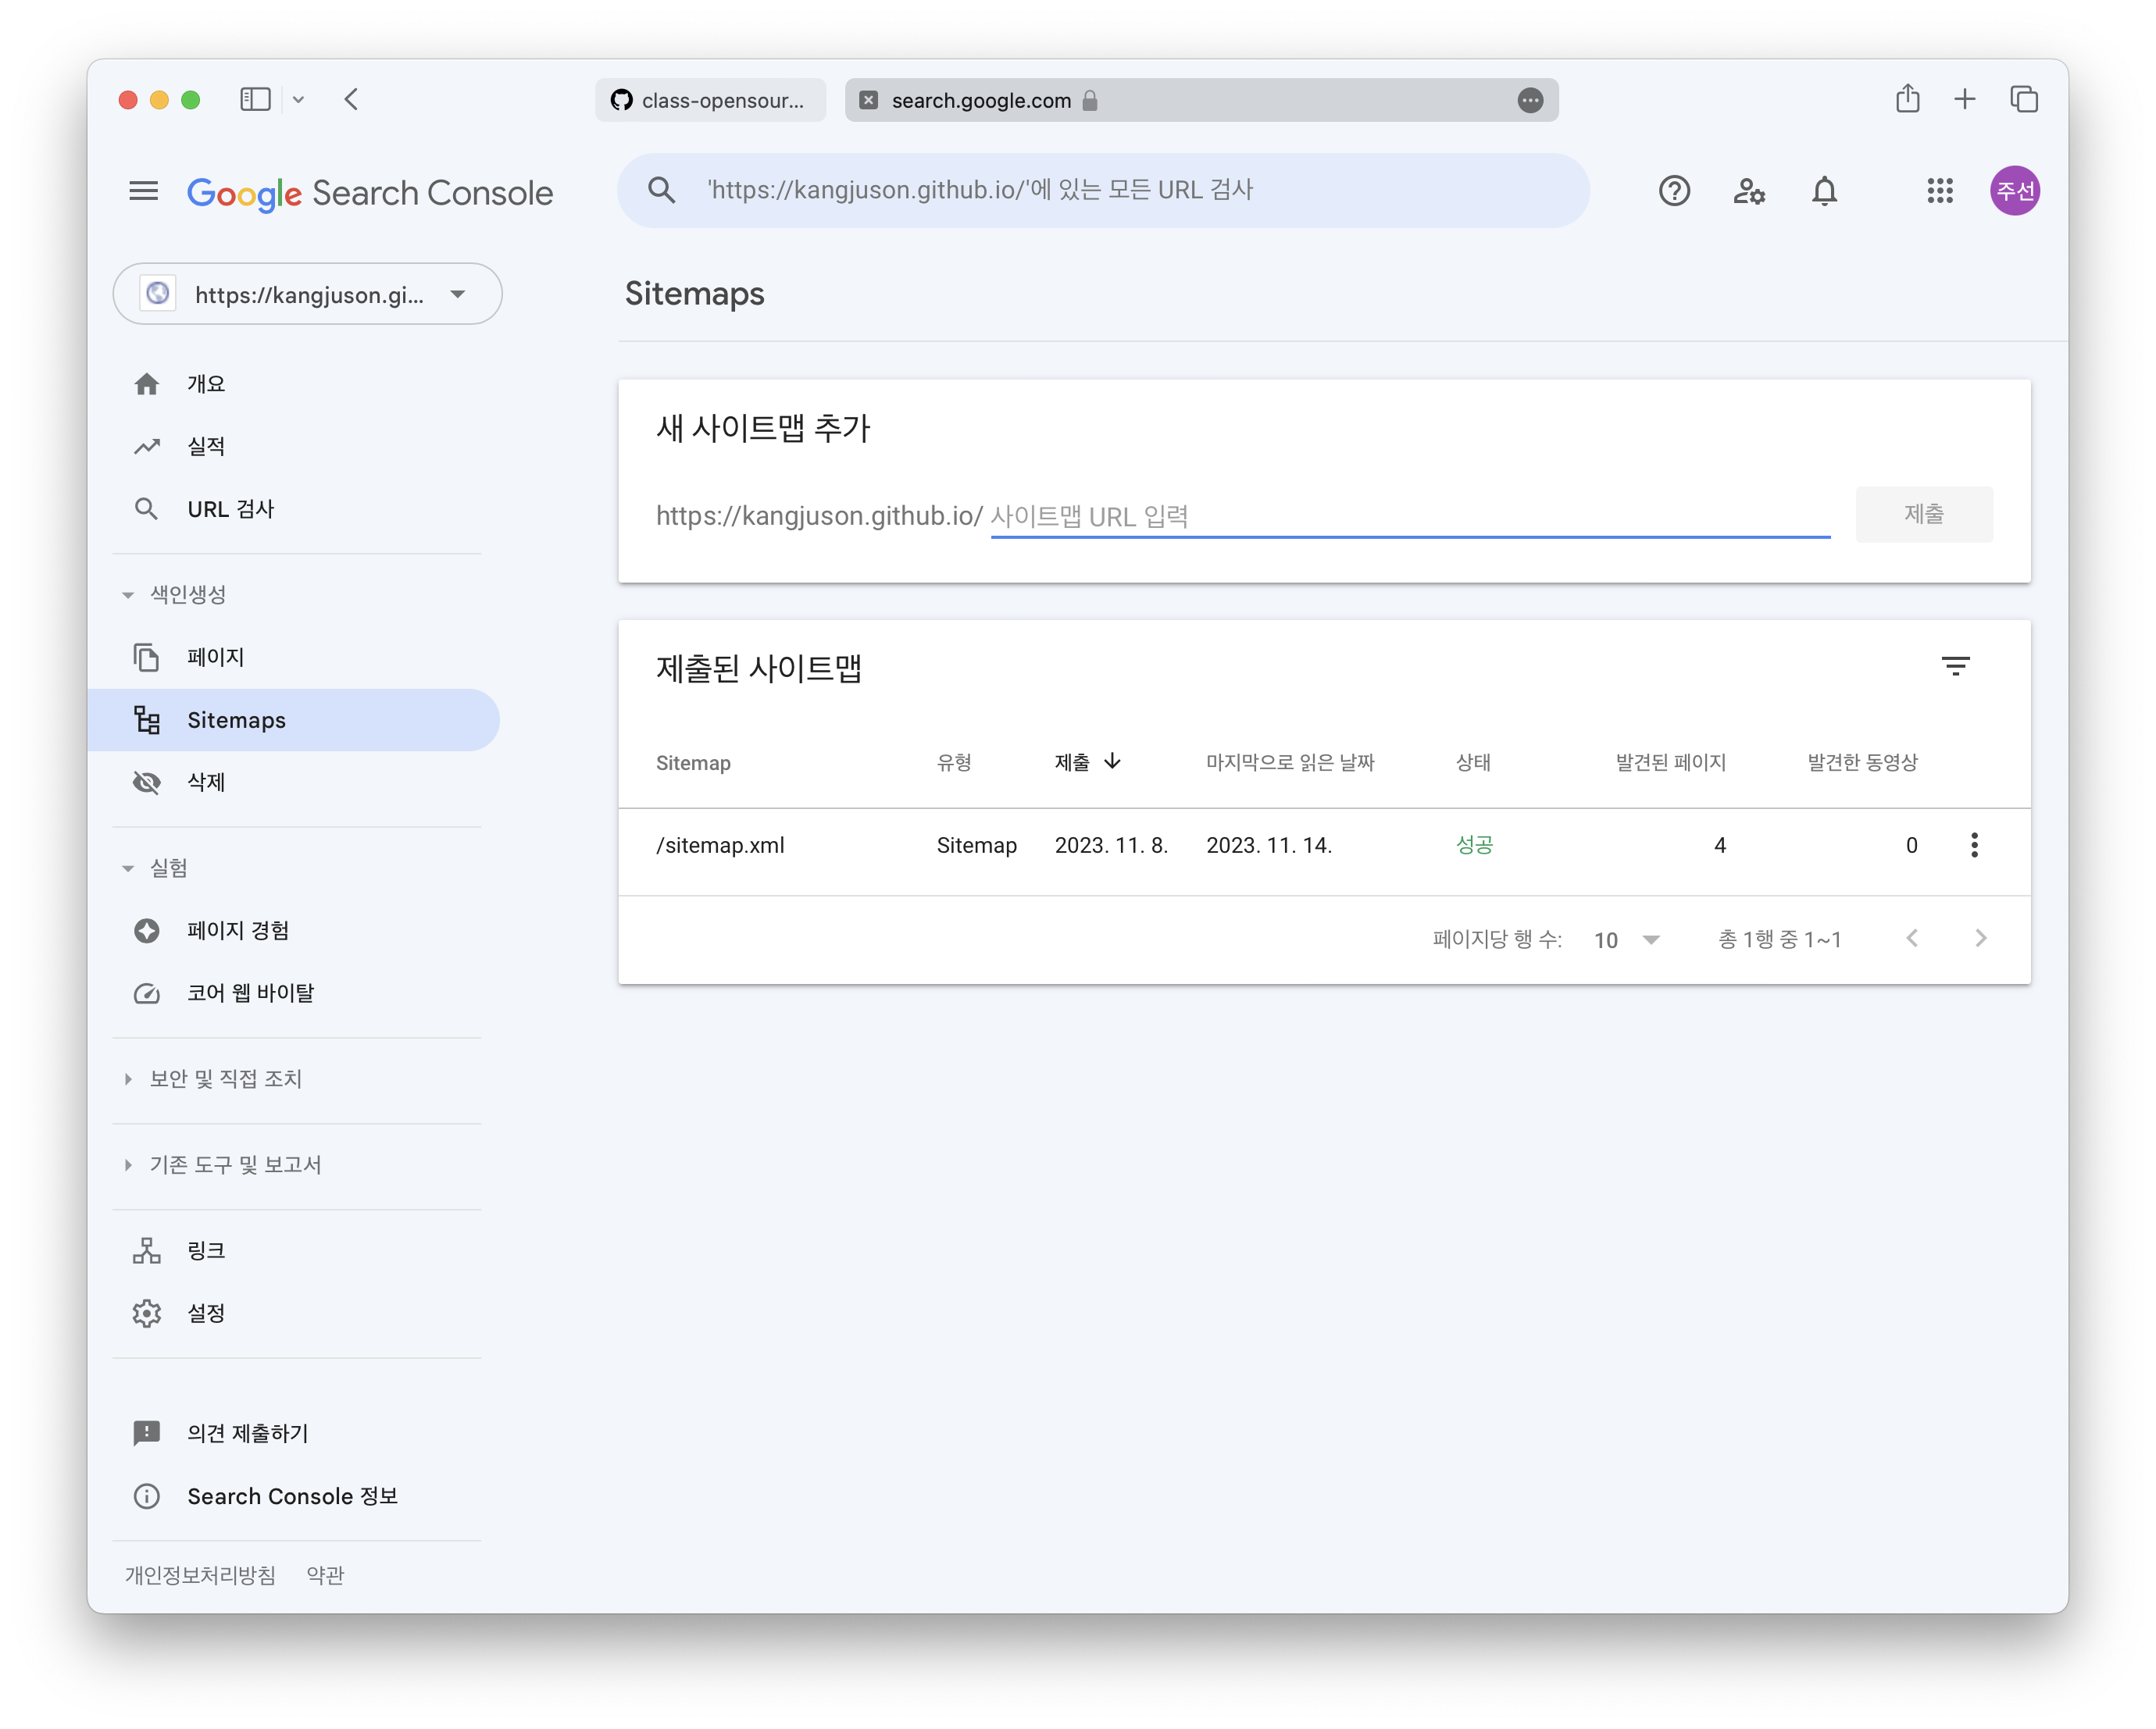 class-opensour...
search.google.com
Google Search Console
'https://kangjuson.github.io/'에 있는 모든 URL 검사
주선
https://kangjuson.gi...
개요
실적
URL 검사
색인생성
페이지
Sitemaps
삭제
실험
페이지 경험
코어 웹 바이탈
보안 및 직접 조치
기존 도구 및 보고서
링크
설정
의견 제출하기
Search Console 정보
개인정보처리방침 약관
Sitemaps
새 사이트맵 추가
https://kangjuson.github.io/ 사이트맵 URL 입력 제출
제출된 사이트맵
Sitemap 유형 제출 마지막으로 읽은 날짜 상태 발견된 페이지 발견한 동영상
/sitemap.xml Sitemap 2023. 11. 8. 2023. 11. 14. 성공 4 0
페이지당 행 수: 10 총 1행 중 1~1